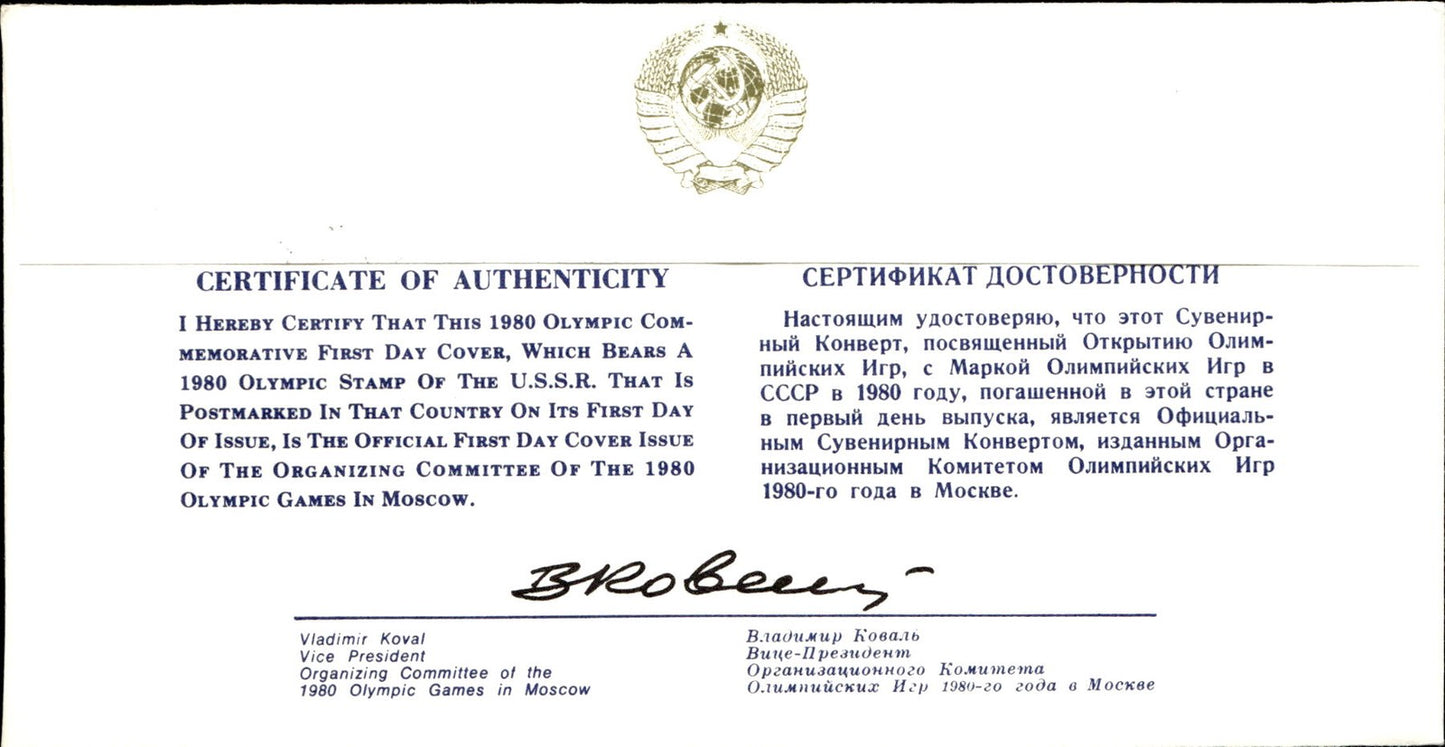 CERTIFICATE OF AUTHENTICITY
I HEREBY CERTIFY THAT THIS 1980 OLYMPIC COM-
MEMORATIVE FIRST DAY COVER, WHICH BEARS A
1980 OLYMPIC STAMP OF THE U.S.S.R. THAT IS
POSTMARKED IN THAT COUNTRY ON ITS FIRST DAY
OF ISSUE, IS THE OFFICIAL FIRST DAY COVER ISSUE
OF THE ORGANIZING COMMITTEE OF THE 1980
OLYMPIC GAMES IN MOSCOW.
СЕРТИФИКАТ ДОСТОВЕРНОСТИ
Настоящим удостоверяю, что этот Сувенир-
ный Конверт, посвященный Открытию Олим-
пийских Игр, с Маркой Олимпийских Игр в
СССР в 1980 году, погашенной в этой стране
в первый день выпуска, является Официаль-
ным Сувенирным Конвертом, изданным Орга-
низационным Комитетом Олимпийских Игр
1980-го года в Москве.
Vladimir Koval
Vice President
Organizing Committee of the
1980 Olympic Games in Moscow
Владимир Коваль
Вице-Президент
Организационного Комитета
Олимпийских Игр 1980-го года в Москве